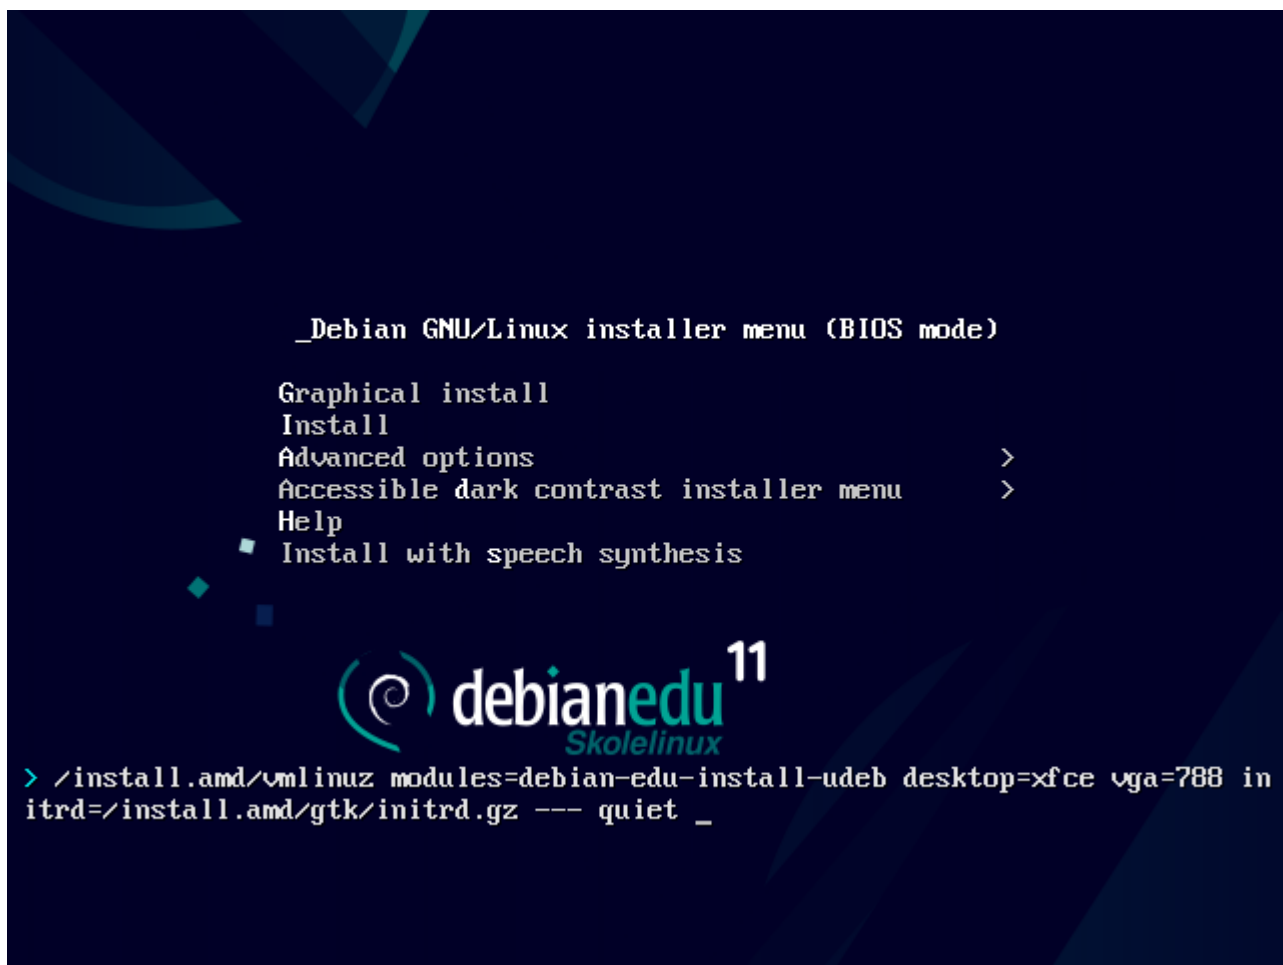 _Debian GNU/Linux installer menu (BIOS mode)
Graphical install
Install
Advanced options >
Accessible dark contrast installer menu >
Help
Install with speech synthesis
debianedu 11
Skolelinux
> /install.amd/vmlinuz modules=debian-edu-install-udeb desktop=xfce vga=788 in
itrd=/install.amd/gtk/initrd.gz --- quiet _